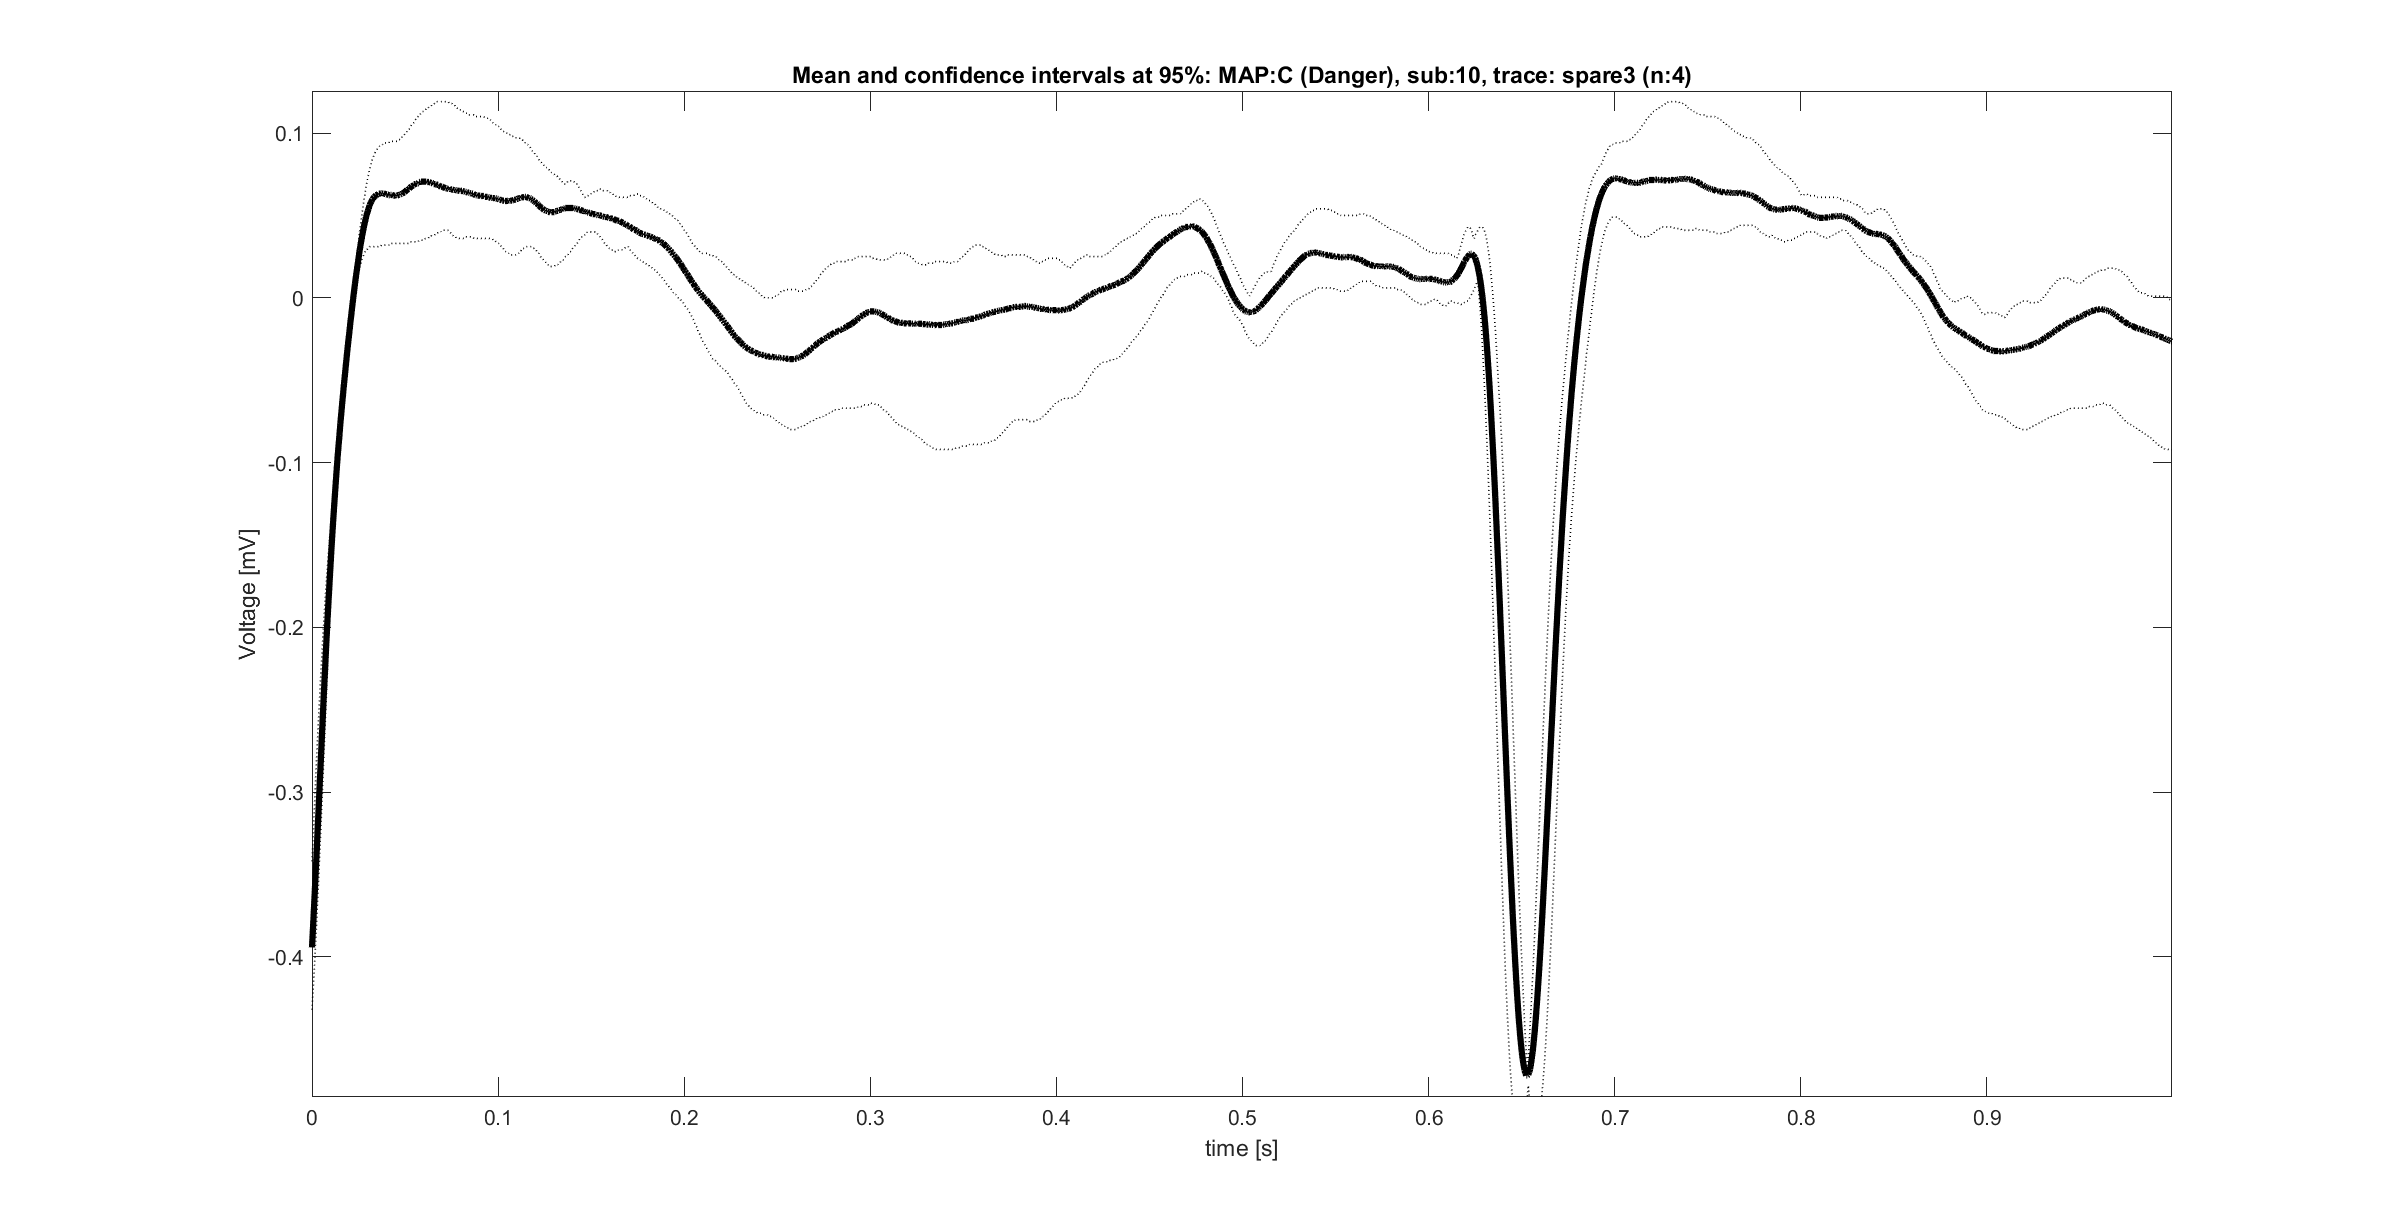 Mean and confidence intervals at 95%: MAP:C (Danger), sub:10, trace: spare3 (n:4)
0.1
0
-0.1
-0.2
-0.3
-0.4
Voltage [mV]
0 0.1 0.2 0.3 0.4 0.5 0.6 0.7 0.8 0.9
time [s]